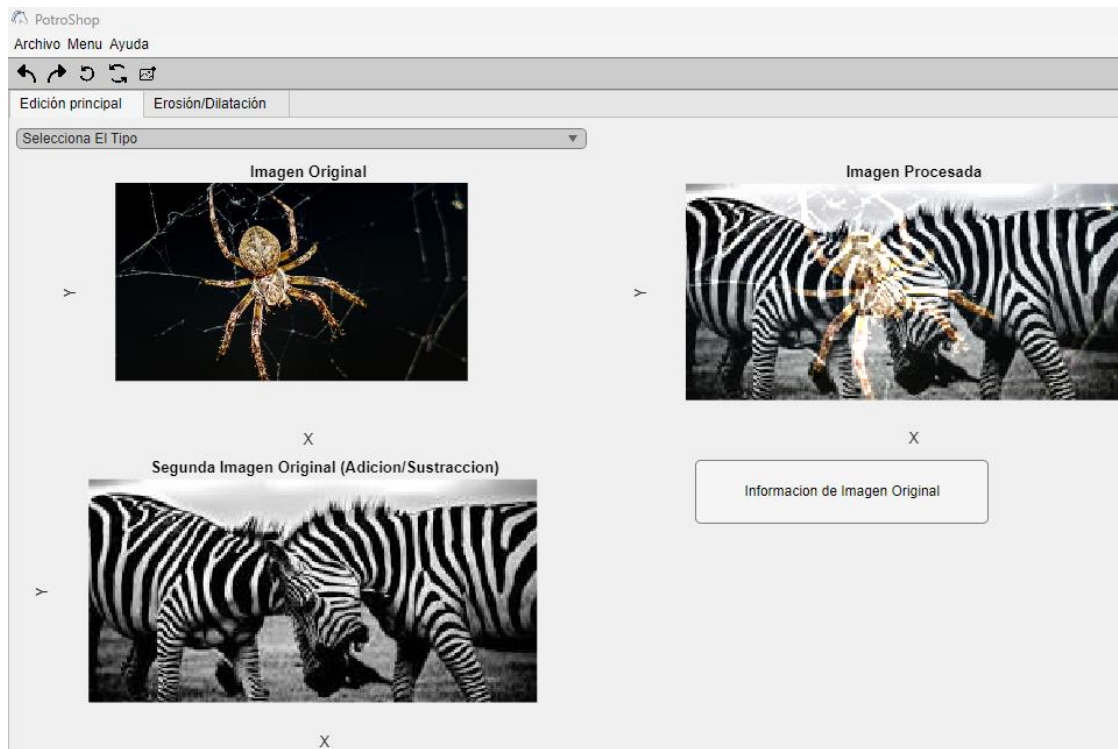 PotroShop
Archivo Menu Ayuda
Edición principal Erosión/Dilatación
Selecciona El Tipo
Imagen Original
Imagen Procesada
Y
Y
X
X
Segunda Imagen Original (Adicion/Sustraccion)
Informacion de Imagen Original
Y
X